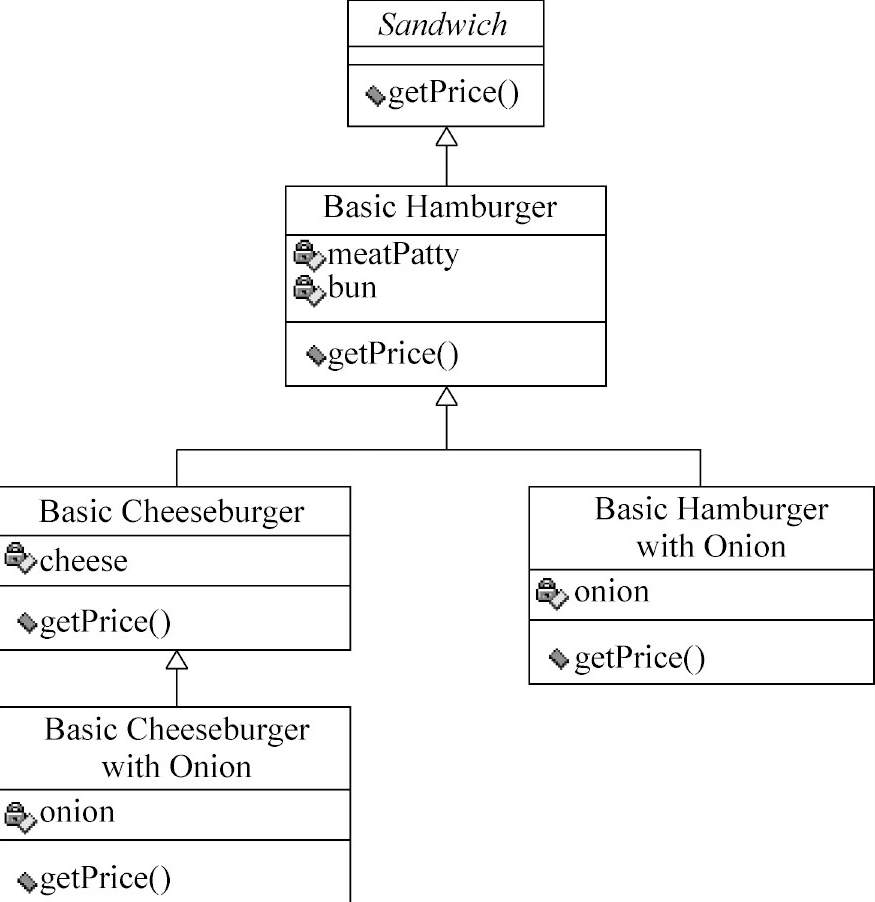 Sandwich
getPrice()
Basic Hamburger
meatPatty
bun
getPrice()
Basic Cheeseburger
cheese
getPrice()
Basic Hamburger
with Onion
onion
getPrice()
Basic Cheeseburger
with Onion
onion
getPrice()